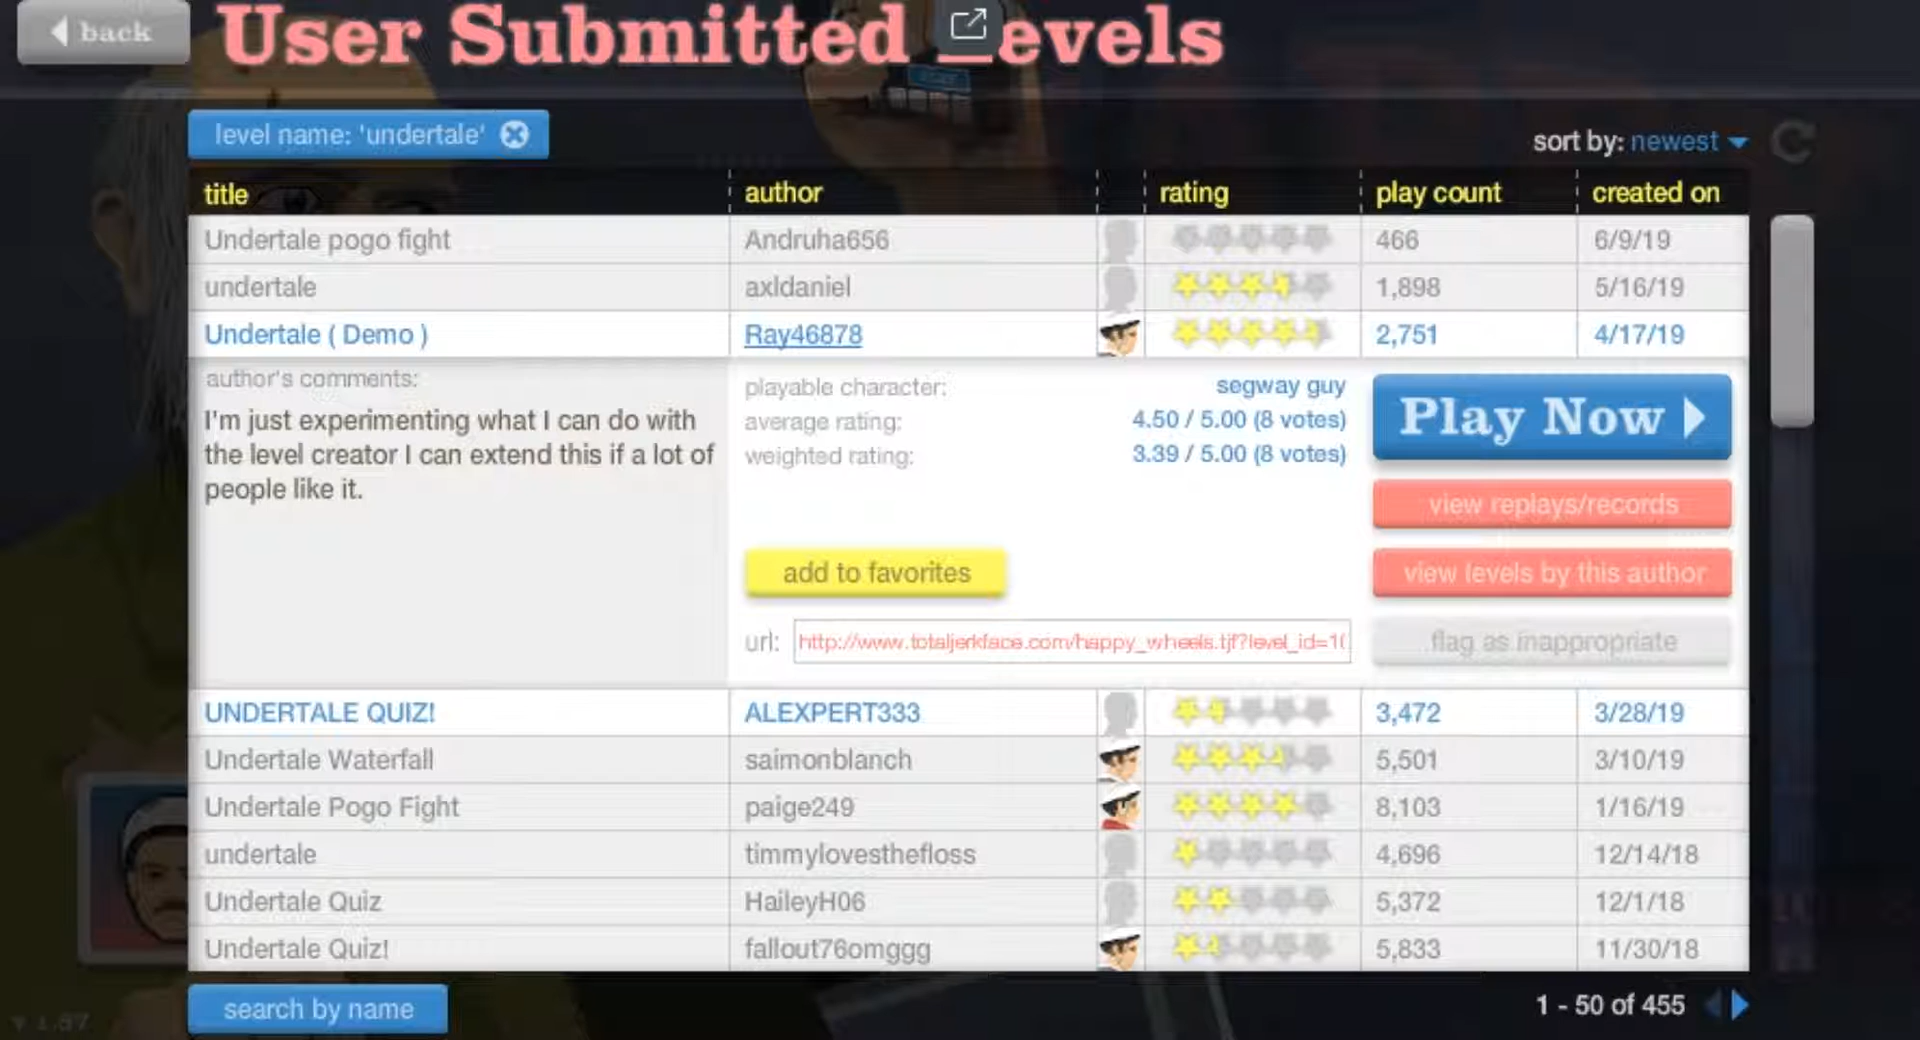 back
User Submitted Levels
level name: 'undertale'
sort by: newest
title author rating play count created on
Undertale pogo fight Andruha656 466 6/9/19
undertale axldaniel 1,898 5/16/19
Undertale ( Demo ) Ray46878 2,751 4/17/19
author's comments:
I'm just experimenting what I can do with
the level creator I can extend this if a lot of
people like it.
playable character: segway guy
average rating: 4.50 / 5.00 (8 votes)
weighted rating: 3.39 / 5.00 (8 votes)
Play Now
view replays/records
add to favorites
view levels by this author
url: http://www.totaljerkface.com/happy_wheels.tjf?level_id=1(
flag as inappropriate
UNDERTALE QUIZ! ALEXPERT333 3,472 3/28/19
Undertale Waterfall saimonblanch 5,501 3/10/19
Undertale Pogo Fight paige249 8,103 1/16/19
undertale timmylovesthefloss 4,696 12/14/18
Undertale Quiz HaileyH06 5,372 12/1/18
Undertale Quiz! fallout76omggg 5,833 11/30/18
search by name
1 - 50 of 455
v 1.87